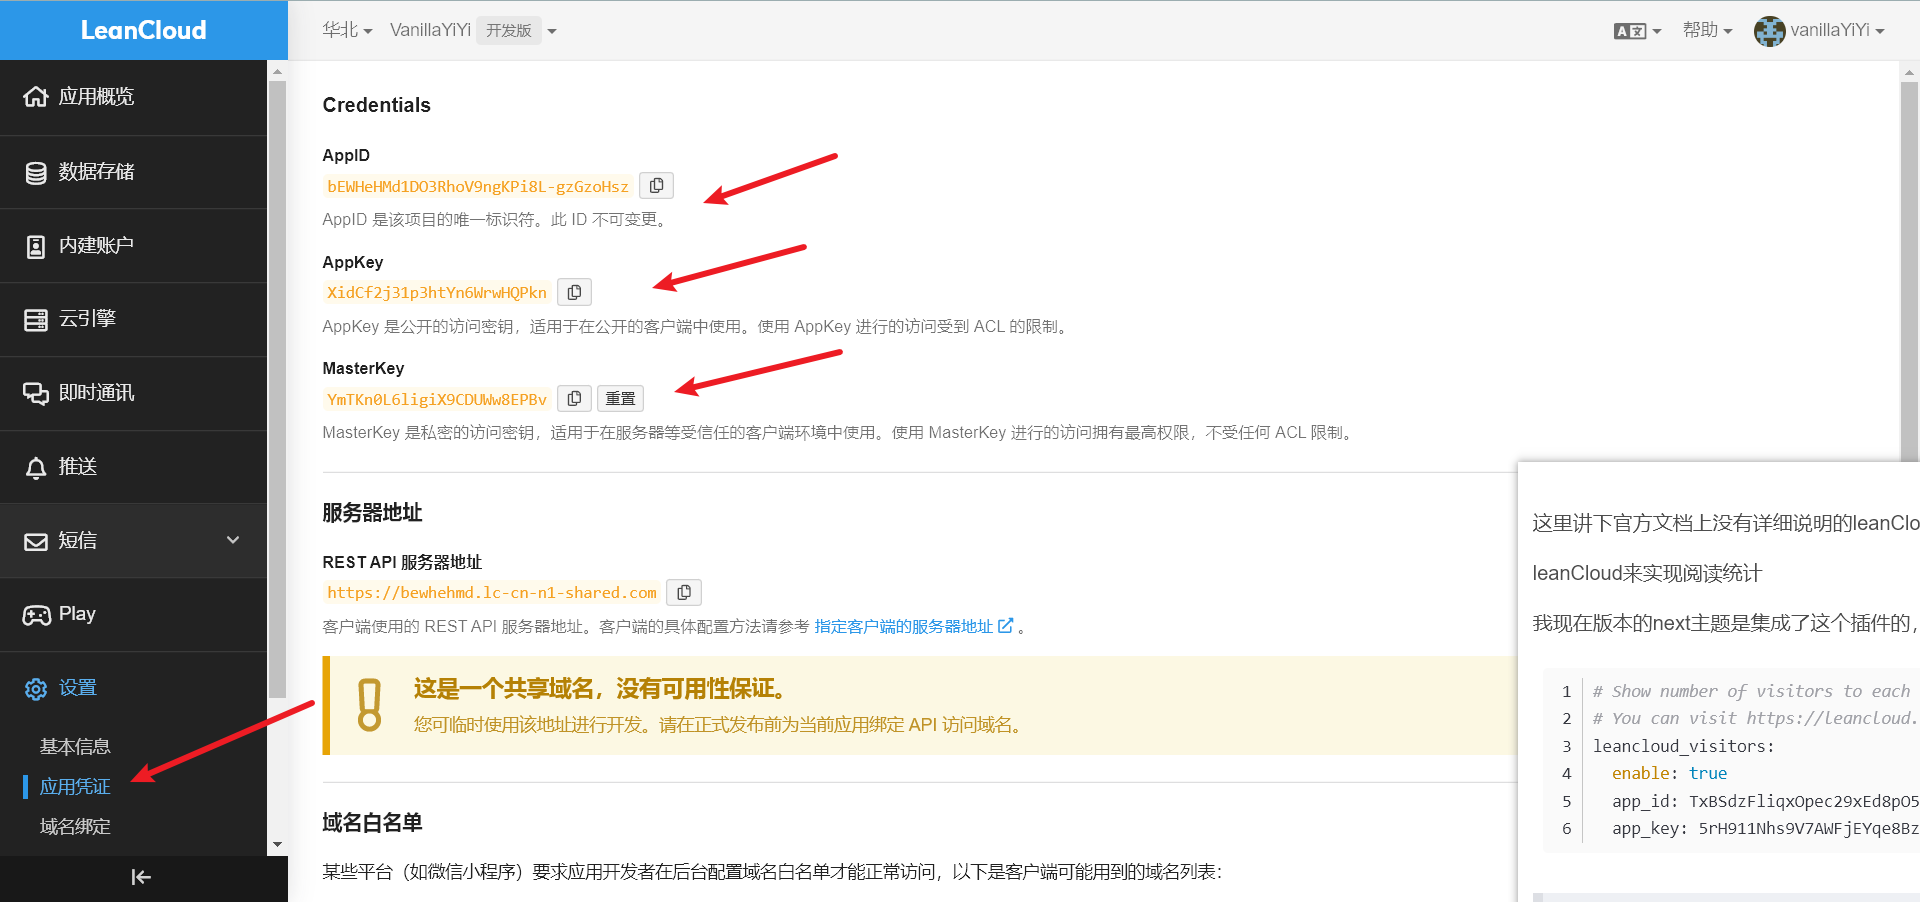 LeanCloud
华北
VanillaYiYi 开发版
帮助
vanillaYiYi
应用概览
数据存储
内建账户
云引擎
即时通讯
推送
短信
Play
设置
基本信息
应用凭证
域名绑定
Credentials
AppID
bEWHeHMd1DO3RhoV9ngKPi8L-gzGzoHsz
AppID 是该项目的唯一标识符。此 ID 不可变更。
AppKey
XidCf2j31p3htYn6WrwHQPkn
AppKey 是公开的访问密钥，适用于在公开的客户端中使用。使用 AppKey 进行的访问受到 ACL 的限制。
MasterKey
YmTKn0L6ligiX9CDUWw8EPBv 重置
MasterKey 是私密的访问密钥，适用于在服务器等受信任的客户端环境中使用。使用 MasterKey 进行的访问拥有最高权限，不受任何 ACL 限制。
服务器地址
REST API 服务器地址
https://bewhehmd.lc-cn-n1-shared.com
客户端使用的 REST API 服务器地址。客户端的具体配置方法请参考 指定客户端的服务器地址 。
这是一个共享域名，没有可用性保证。
您可临时使用该地址进行开发。请在正式发布前为当前应用绑定 API 访问域名。
域名白名单
某些平台（如微信小程序）要求应用开发者在后台配置域名白名单才能正常访问，以下是客户端可能用到的域名列表：
这里讲下官方文档上没有详细说明的leanClo
leanCloud来实现阅读统计
我现在版本的next主题是集成了这个插件的，
1 # Show number of visitors to each
2 # You can visit https://leancloud.
3 leancloud_visitors:
4 enable: true
5 app_id: TxBSdzFliqxOpec29xEd8pO5
6 app_key: 5rH911Nhs9V7AWFjEYqe8Bz